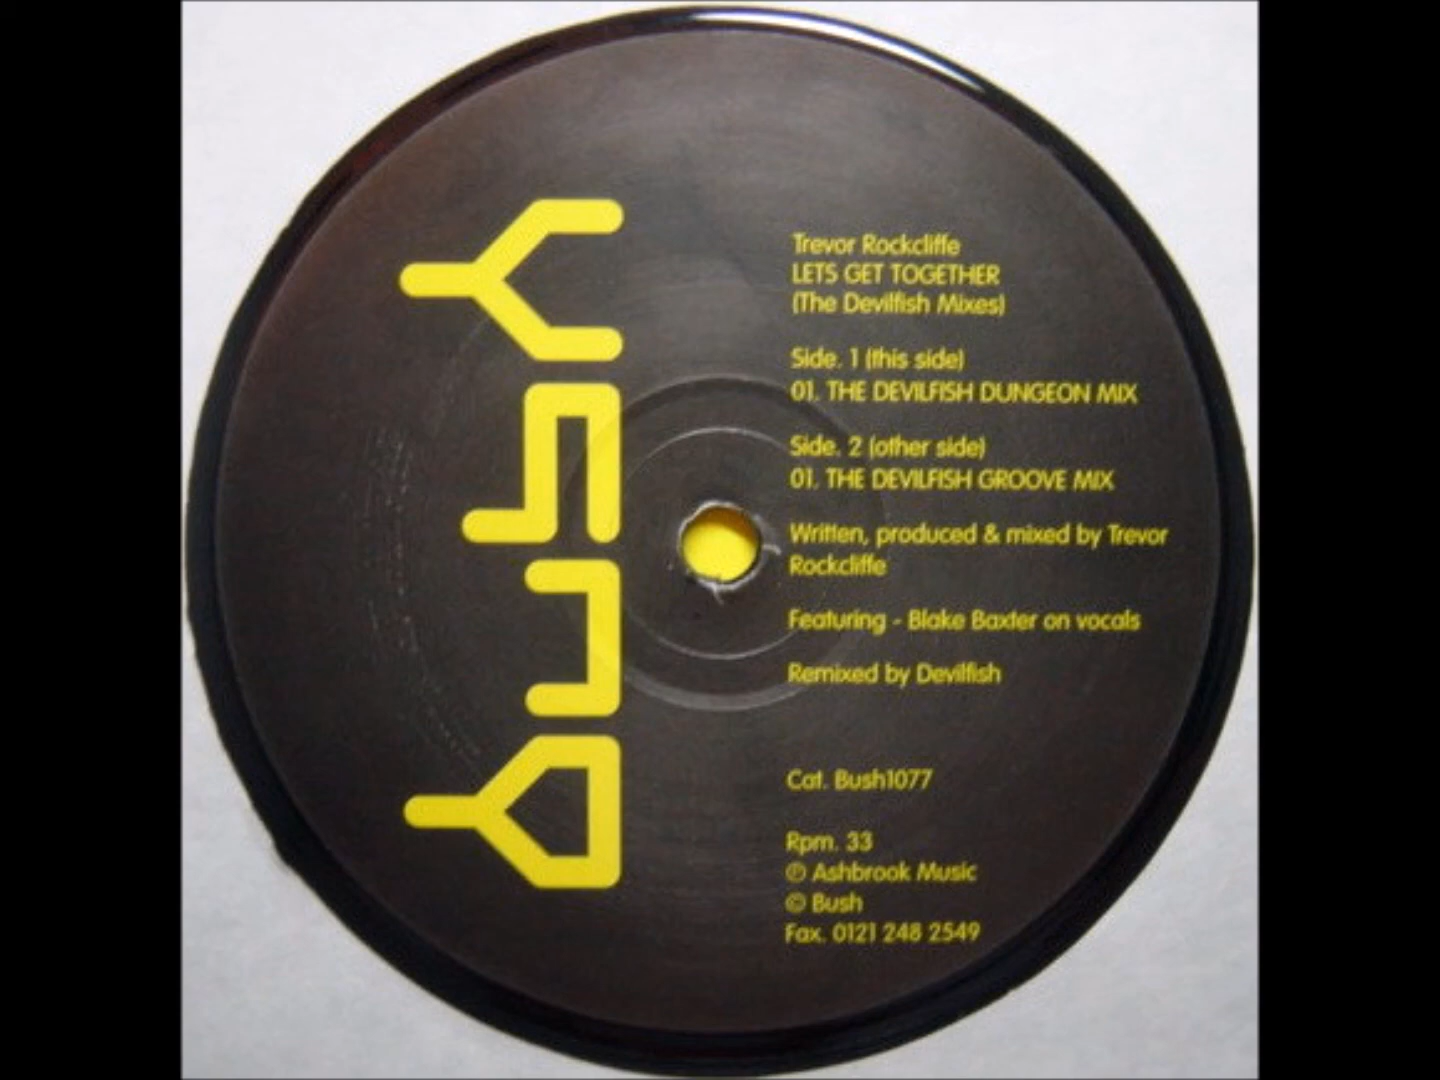 Bush
Trevor Rockcliffe
LETS GET TOGETHER
(The Devilfish Mixes)
Side. 1 (this side)
01. THE DEVILFISH DUNGEON MIX
Side. 2 (other side)
01. THE DEVILFISH GROOVE MIX
Written, produced & mixed by Trevor
Rockcliffe
Featuring - Blake Baxter on vocals
Remixed by Devilfish
Cat. Bush1077
Rpm. 33
℗ Ashbrook Music
© Bush
Fax. 0121 248 2549